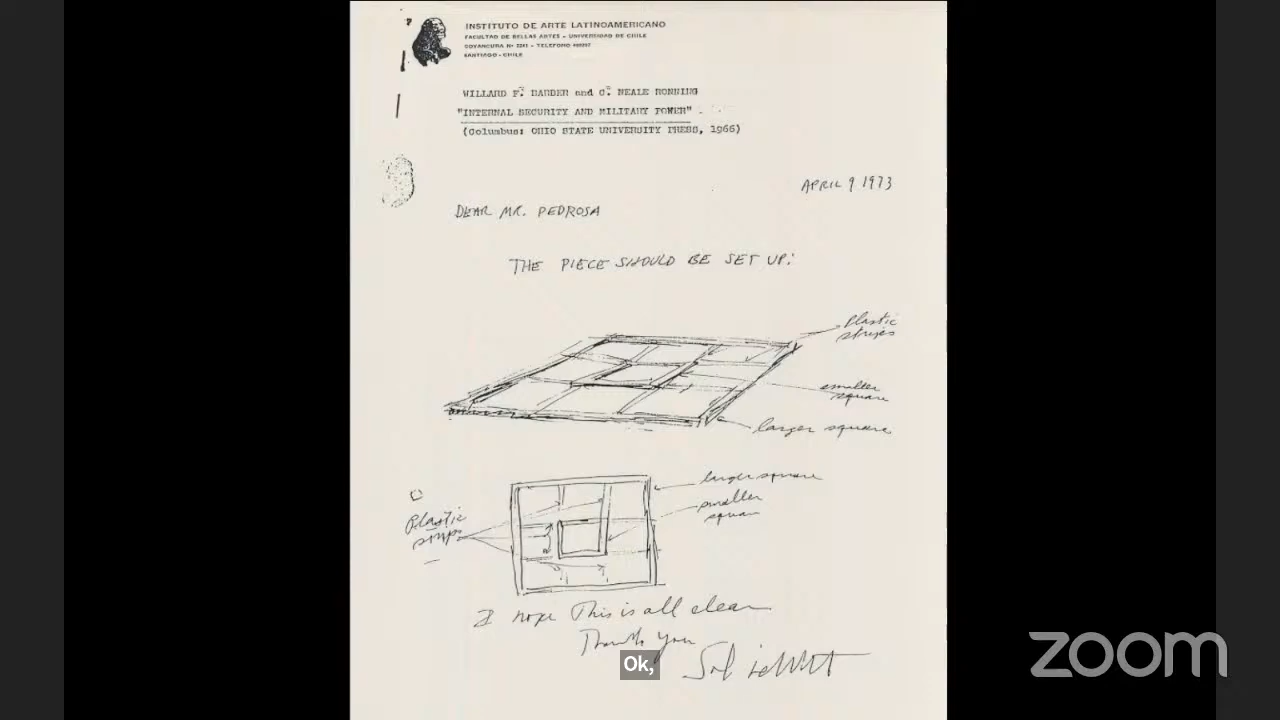 INSTITUTO DE ARTE LATINOAMERICANO
FACULTAD DE BELLAS ARTES - UNIVERSIDAD DE CHILE
SANTIAGO - CHILE
WILLARD F. BARBER and C. NEALE RONNING
"INTERNAL SECURITY AND MILITARY POWER"
(Columbus: OHIO STATE UNIVERSITY PRESS, 1966)
APRIL 9 1973
DEAR MR. PEDROSA
THE PIECE SHOULD BE SET UP:
Plastic
strips
smaller
square
larger square
larger square
smaller
square
Plastic
strips
I hope This is all clear
Thank you
Sol LeWitt
Ok,
zoom